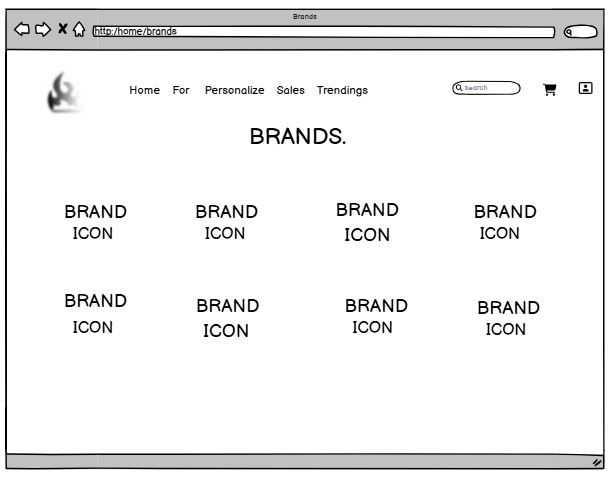 Brands
http:/home/brands
Home For Personalize Sales Trendings
search
BRANDS.
BRAND BRAND BRAND BRAND
ICON ICON ICON ICON
BRAND BRAND BRAND BRAND
ICON ICON ICON ICON